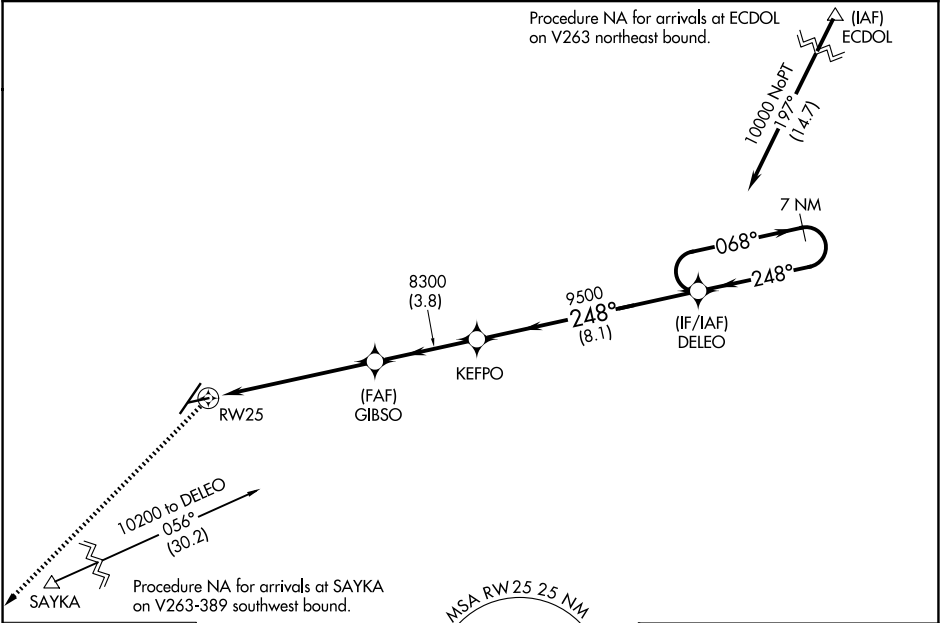 Procedure NA for arrivals at ECDOL
on V263 northeast bound.
(IAF)
ECDOL
10000 NoPT
197°
(14.7)
7 NM
068°
248°
8300
(3.8)
9500
248°
(8.1)
(IF/IAF)
DELEO
KEFPO
(FAF)
GIBSO
RW25
10200 to DELEO
056°
(30.2)
SAYKA
Procedure NA for arrivals at SAYKA
on V263-389 southwest bound.
MSA RW25 25 NM